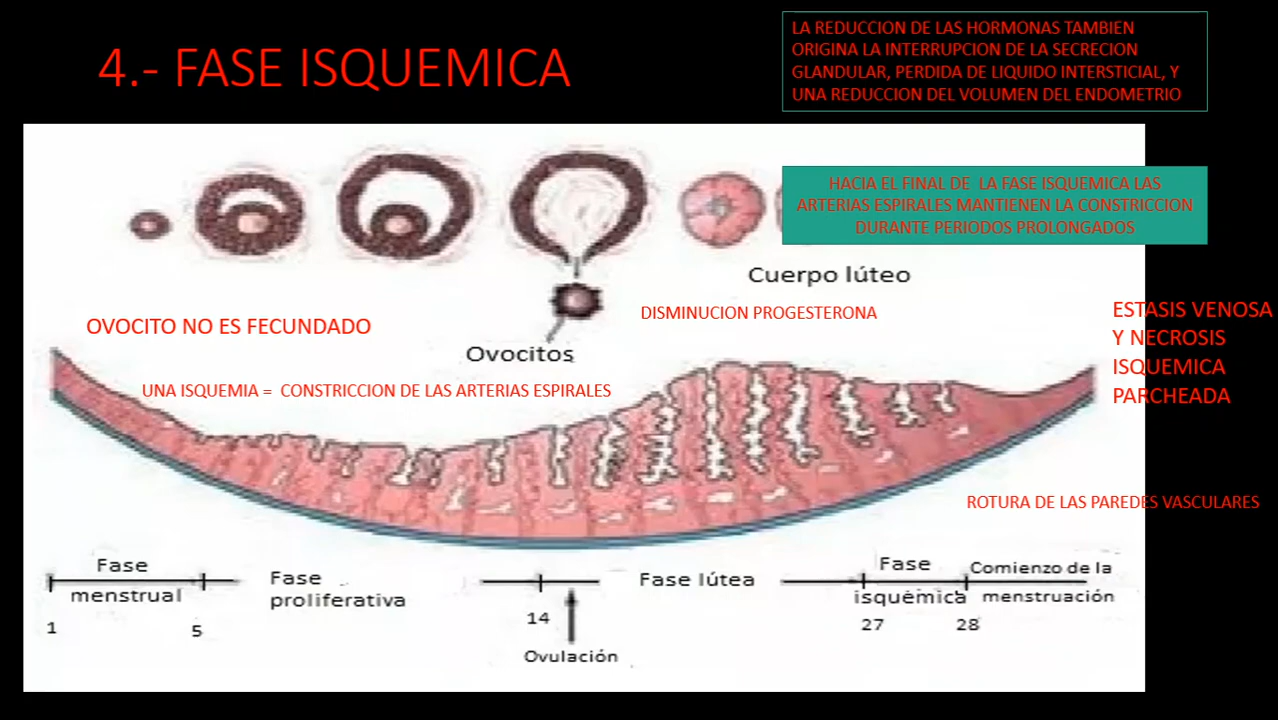 4.- FASE ISQUEMICA
LA REDUCCION DE LAS HORMONAS TAMBIEN
ORIGINA LA INTERRUPCION DE LA SECRECION
GLANDULAR, PERDIDA DE LIQUIDO INTERSTICIAL, Y
UNA REDUCCION DEL VOLUMEN DEL ENDOMETRIO
HACIA EL FINAL DE LA FASE ISQUEMICA LAS
ARTERIAS ESPIRALES MANTIENEN LA CONSTRICCION
DURANTE PERIODOS PROLONGADOS
Cuerpo lúteo
OVOCITO NO ES FECUNDADO
DISMINUCION PROGESTERONA
ESTASIS VENOSA
Y NECROSIS
ISQUEMICA
PARCHEADA
Ovocitos
UNA ISQUEMIA = CONSTRICCION DE LAS ARTERIAS ESPIRALES
ROTURA DE LAS PAREDES VASCULARES
Fase
menstrual
Fase
proliferativa
Fase lútea
Fase
isquémica
Comienzo de la
menstruación
1
5
14
27
28
Ovulación